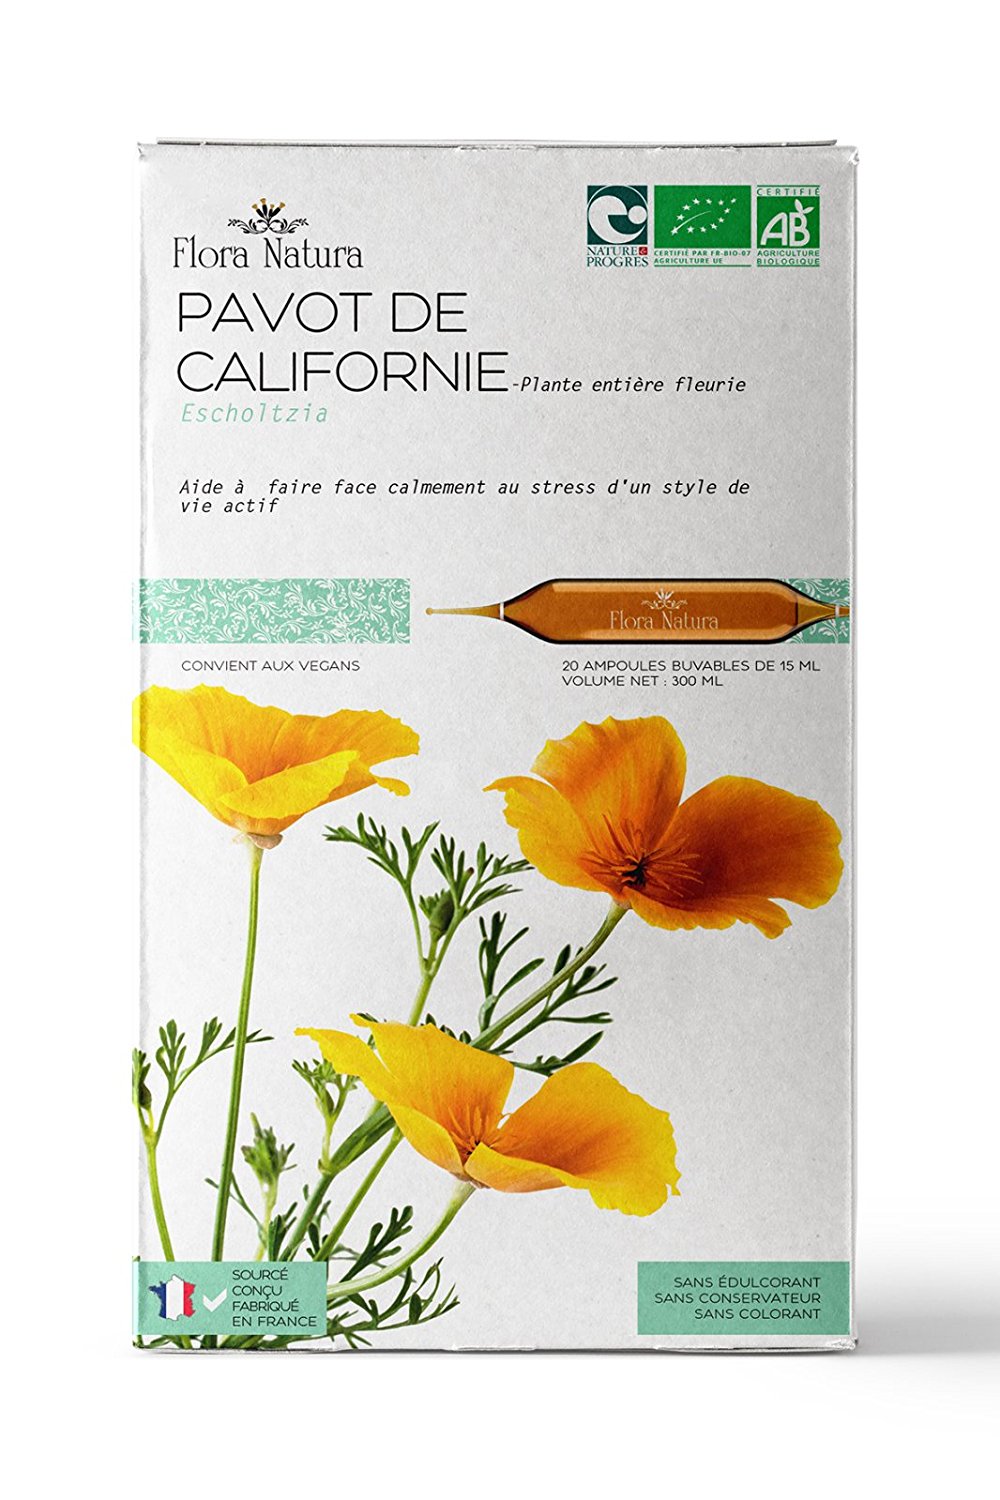 Flora Natura
NATURE &
PROGRES
CERTIFIÉ PAR FR-BIO-07
AGRICULTURE UE
CERTIFIÉ
AB
AGRICULTURE
BIOLOGIQUE
PAVOT DE
CALIFORNIE-Plante entière fleurie
Escholtzia
Aide à faire face calmement au stress d'un style de
vie actif
Flora Natura
CONVIENT AUX VEGANS
20 AMPOULES BUVABLES DE 15 ML
VOLUME NET : 300 ML
SOURCÉ
CONÇU
FABRIQUÉ
EN FRANCE
SANS ÉDULCORANT
SANS CONSERVATEUR
SANS COLORANT